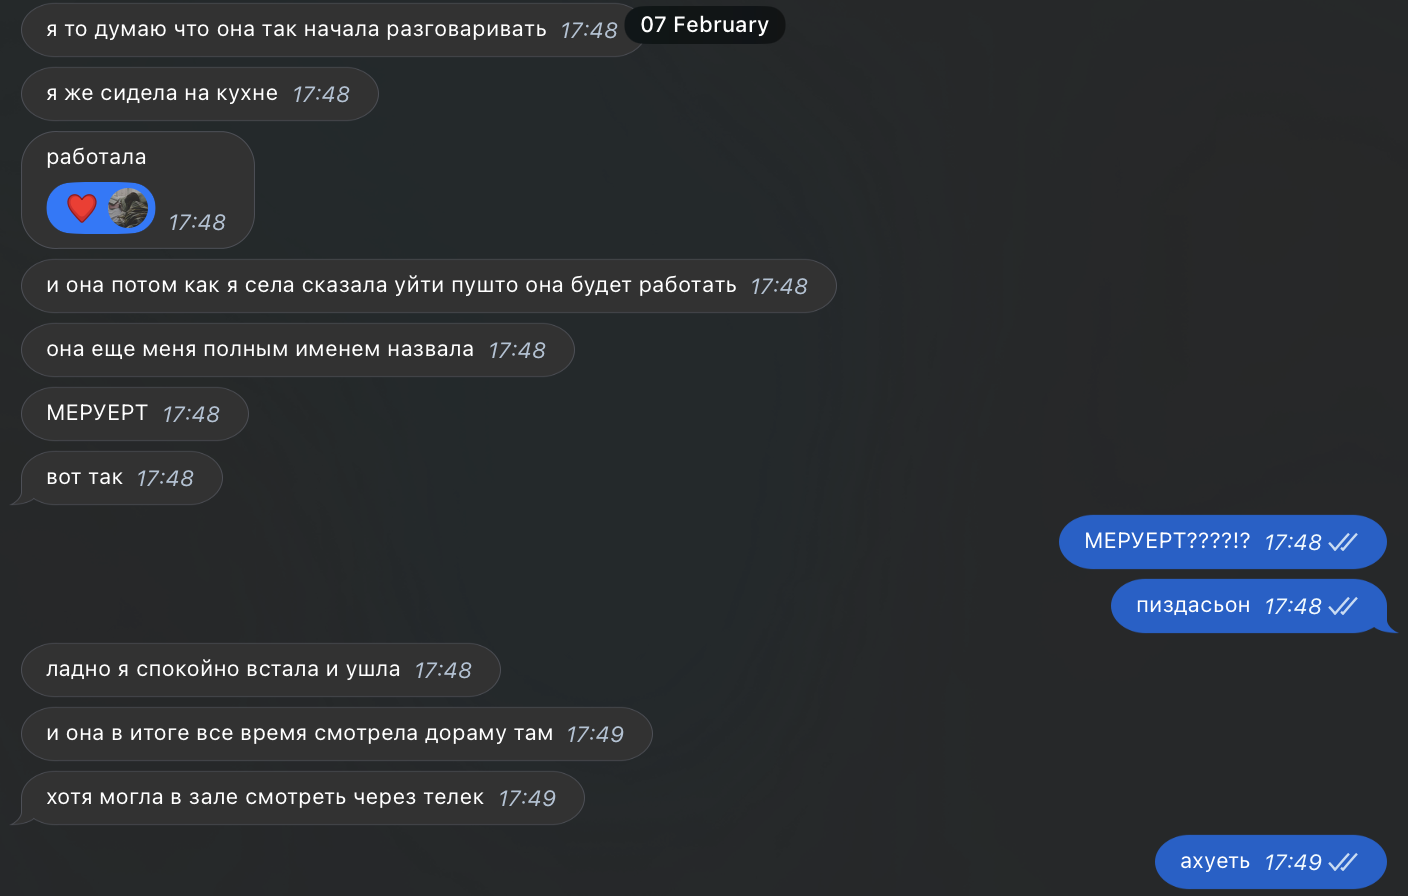 я то думаю что она так начала разговаривать 17:48
07 February
я же сидела на кухне 17:48
работала
17:48
и она потом как я села сказала уйти пушто она будет работать 17:48
она еще меня полным именем назвала 17:48
МЕРУЕРТ 17:48
вот так 17:48
МЕРУЕРТ????!? 17:48
пиздасьон 17:48
ладно я спокойно встала и ушла 17:48
и она в итоге все время смотрела дораму там 17:49
хотя могла в зале смотреть через телек 17:49
ахуеть 17:49